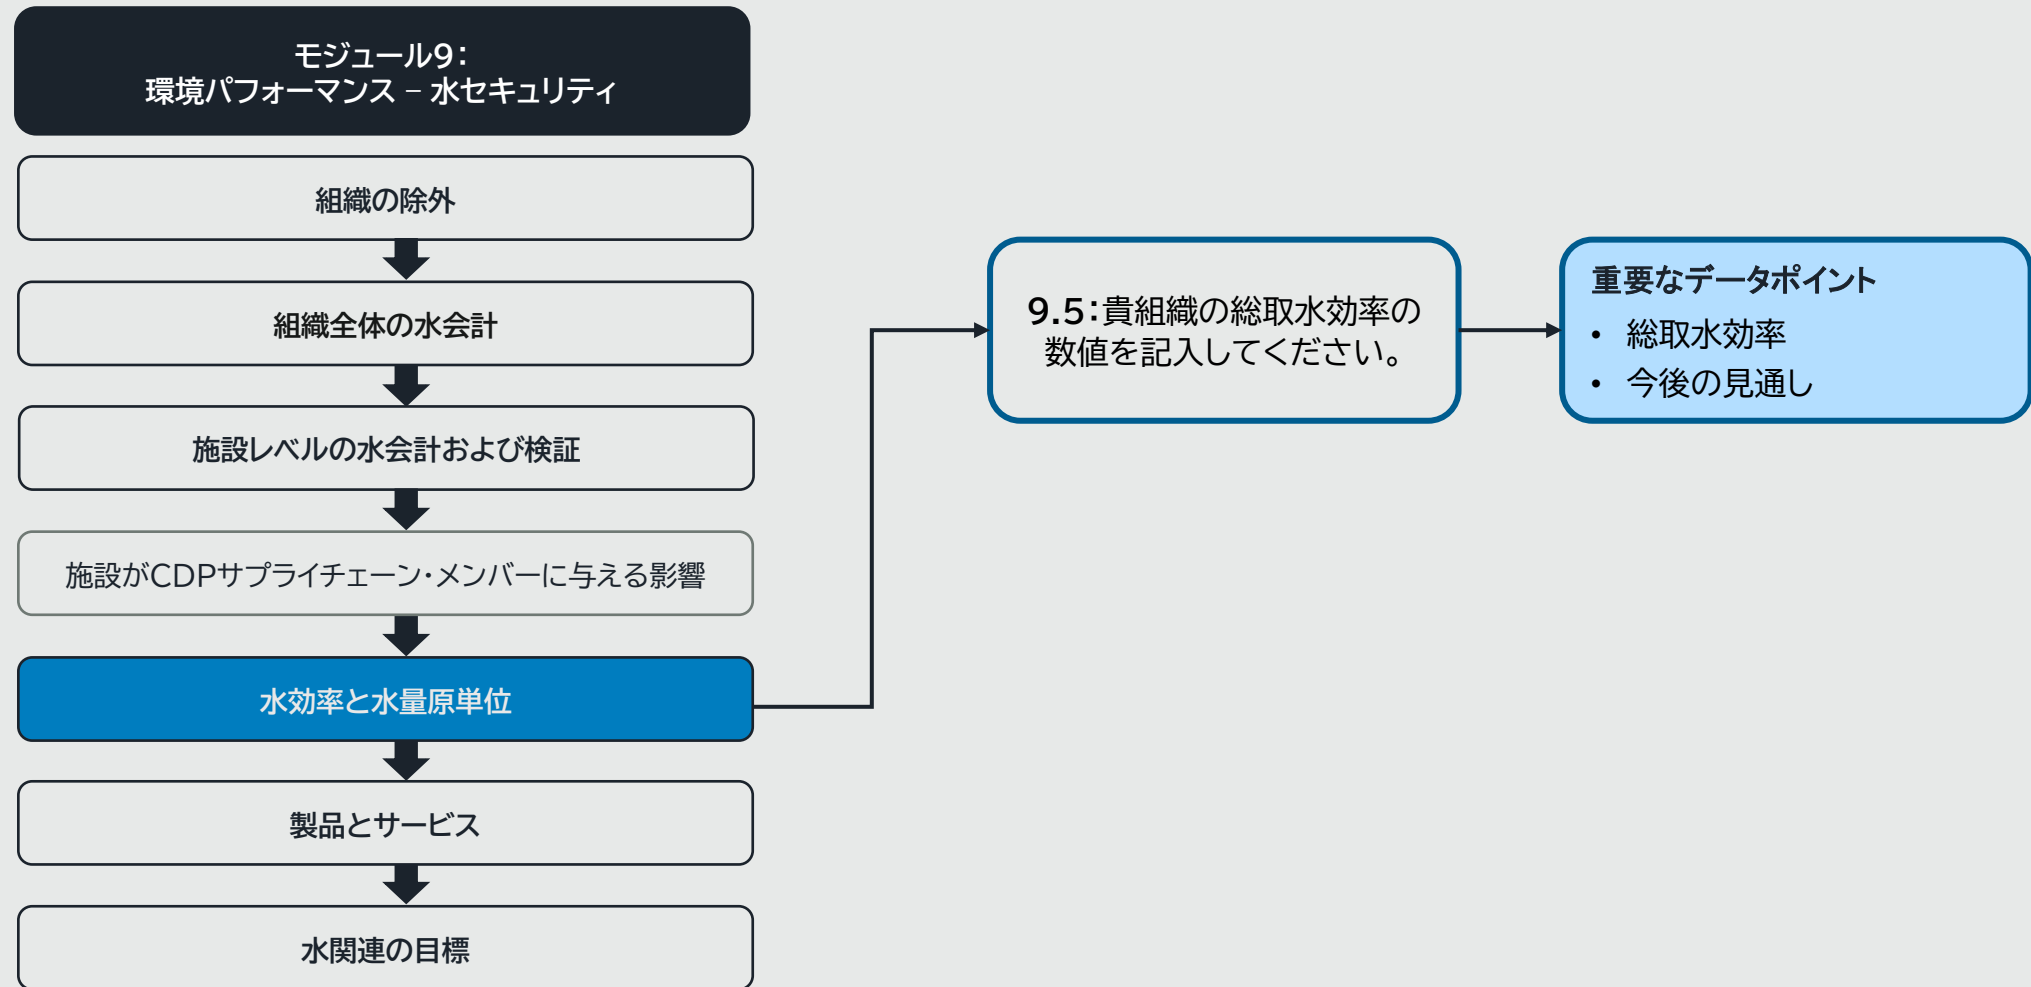 モジュール9：
環境パフォーマンス – 水セキュリティ
組織の除外
組織全体の水会計
施設レベルの水会計および検証
施設がCDPサプライチェーン・メンバーに与える影響
水効率と水量原単位
製品とサービス
水関連の目標
9.5：貴組織の総取水効率の
数値を記入してください。
重要なデータポイント
• 総取水効率
• 今後の見通し